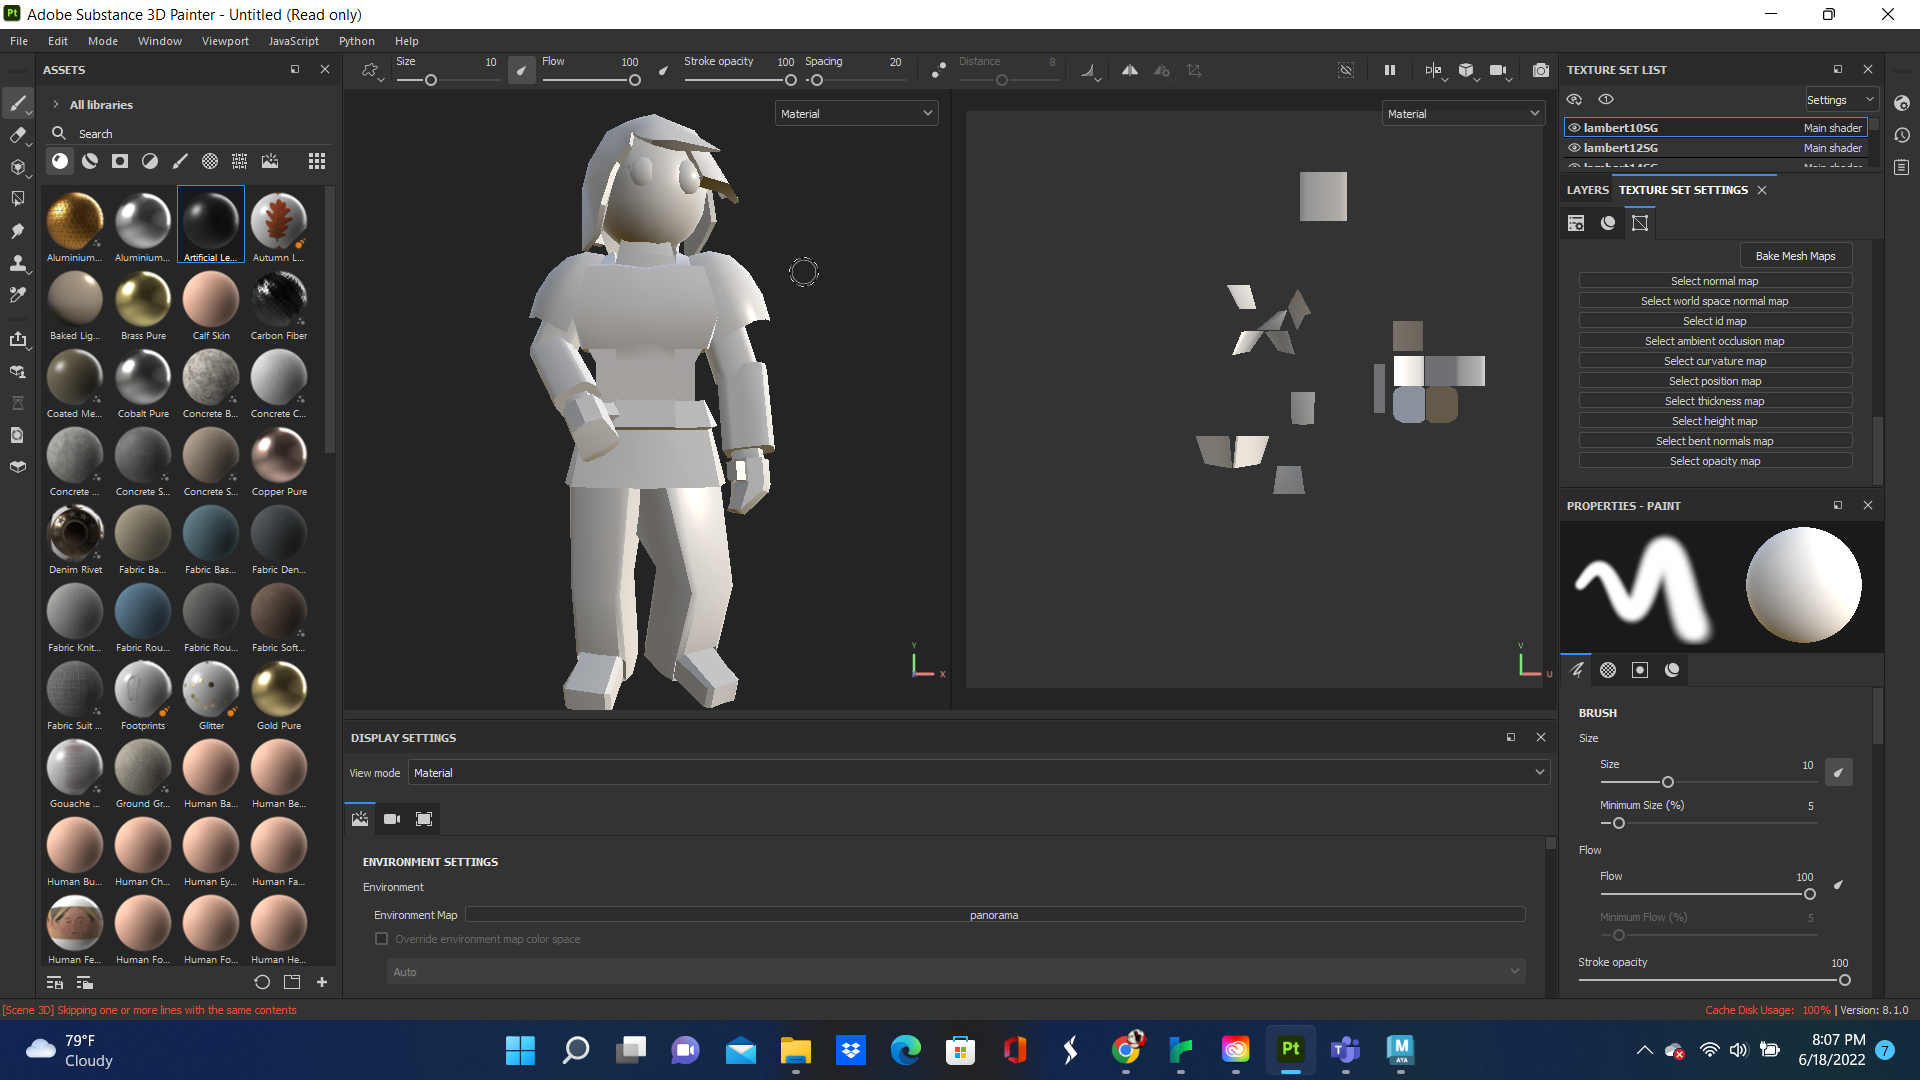 Adobe Substance 3D Painter - Untitled (Read only)
File Edit Mode Window Viewport JavaScript Python Help
ASSETS
All libraries
Search
Aluminium... Aluminium... Artificial Le... Autumn L...
Baked Lig... Brass Pure Calf Skin Carbon Fiber
Coated Me... Cobalt Pure Concrete B... Concrete C...
Concrete ... Concrete S... Concrete S... Copper Pure
Denim Rivet Fabric Ba... Fabric Bas... Fabric Den...
Fabric Knit... Fabric Rou... Fabric Rou... Fabric Soft...
Fabric Suit ... Footprints Glitter Gold Pure
Gouache ... Ground Gr... Human Ba... Human Be...
Human Bu... Human Ch... Human Ey... Human Fa...
Human Fe... Human Fo... Human Fo... Human He...
Size 10 Flow 100 Stroke opacity 100 Spacing 20 Distance 8
Material
Material
Y
X
V
U
DISPLAY SETTINGS
View mode Material
ENVIRONMENT SETTINGS
Environment
Environment Map panorama
Override environment map color space
Auto
TEXTURE SET LIST
Settings
lambert10SG Main shader
lambert12SG Main shader
lambert14SG Main shader
LAYERS TEXTURE SET SETTINGS
Bake Mesh Maps
Select normal map
Select world space normal map
Select id map
Select ambient occlusion map
Select curvature map
Select position map
Select thickness map
Select height map
Select bent normals map
Select opacity map
PROPERTIES - PAINT
BRUSH
Size
Size 10
Minimum Size (%) 5
Flow
Flow 100
Minimum Flow (%) 5
Stroke opacity 100
[Scene 3D] Skipping one or more lines with the same contents
Cache Disk Usage: 100% | Version: 8.1.0
79°F
Cloudy
8:07 PM
6/18/2022
7